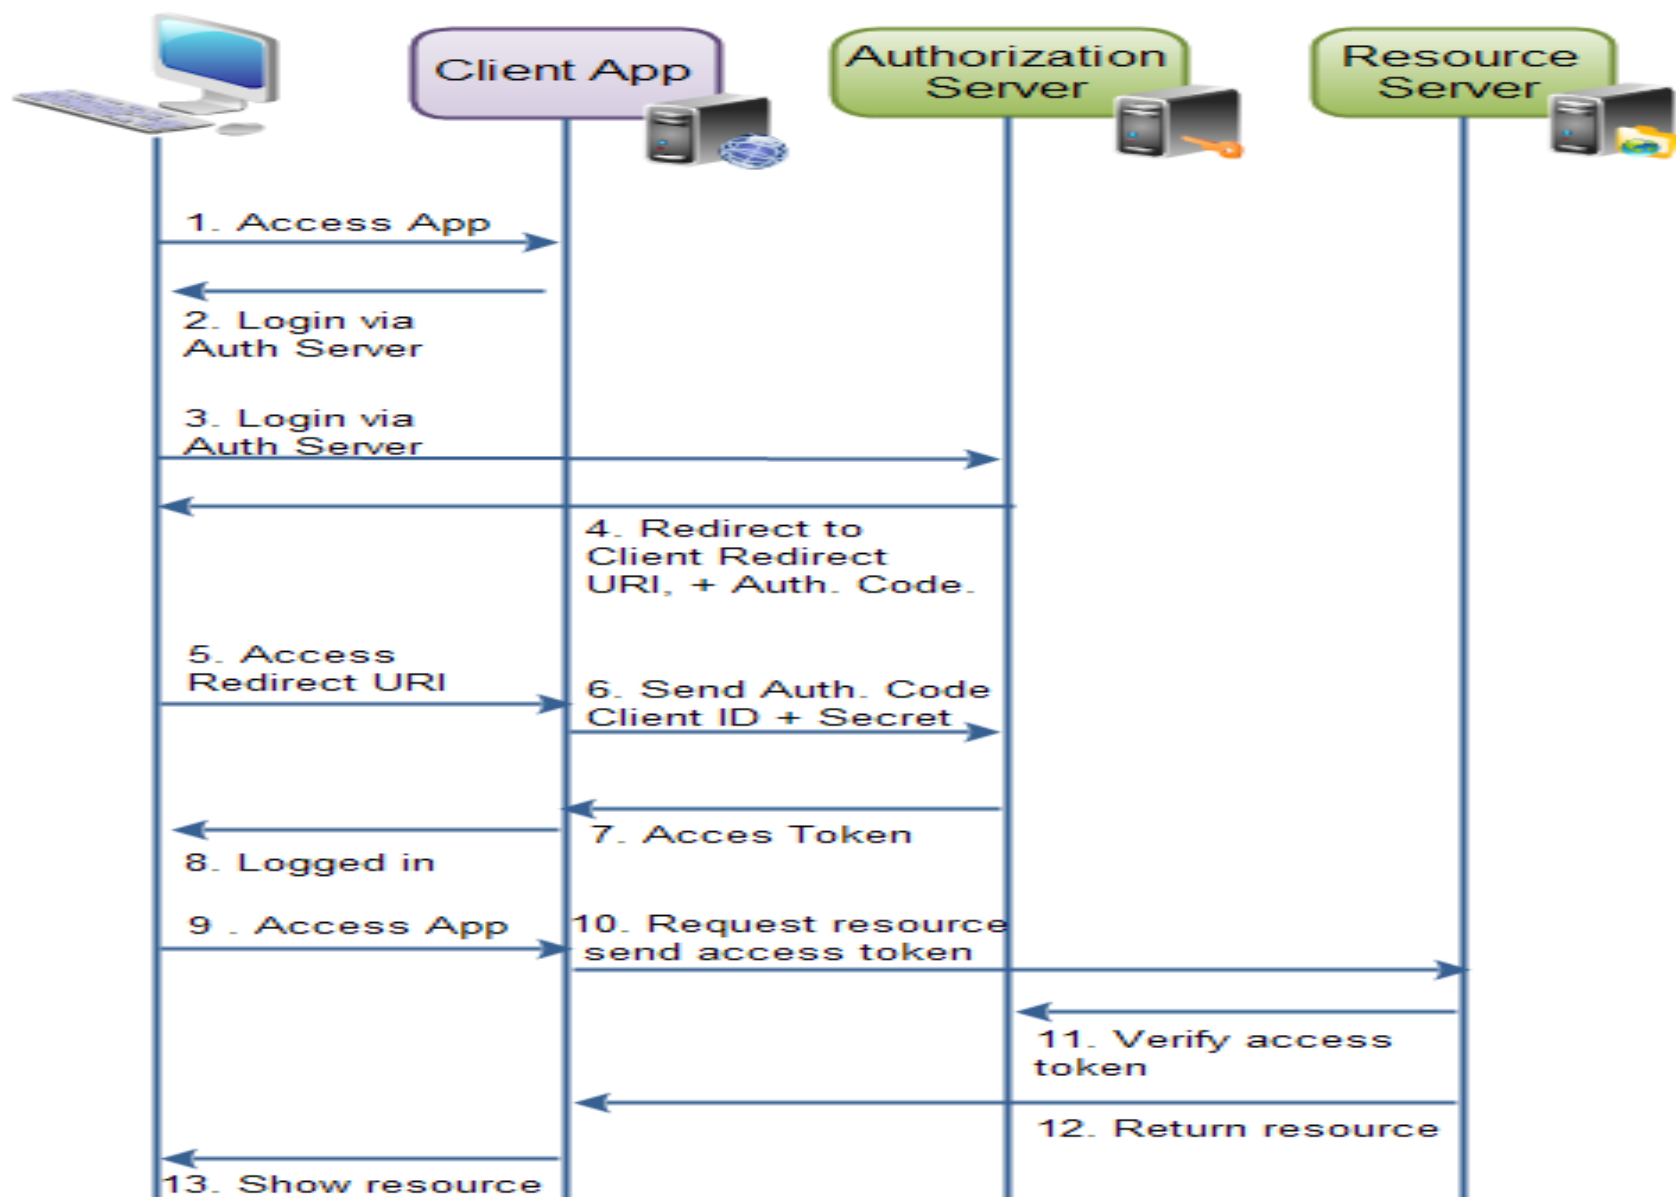 Client App
Authorization
Server
Resource
Server
1. Access App
2. Login via
Auth Server
3. Login via
Auth Server
4. Redirect to
Client Redirect
URI, + Auth. Code.
5. Access
Redirect URI
6. Send Auth. Code
Client ID + Secret
7. Acces Token
8. Logged in
9 . Access App
10. Request resource
send access token
11. Verify access
token
12. Return resource
13. Show resource